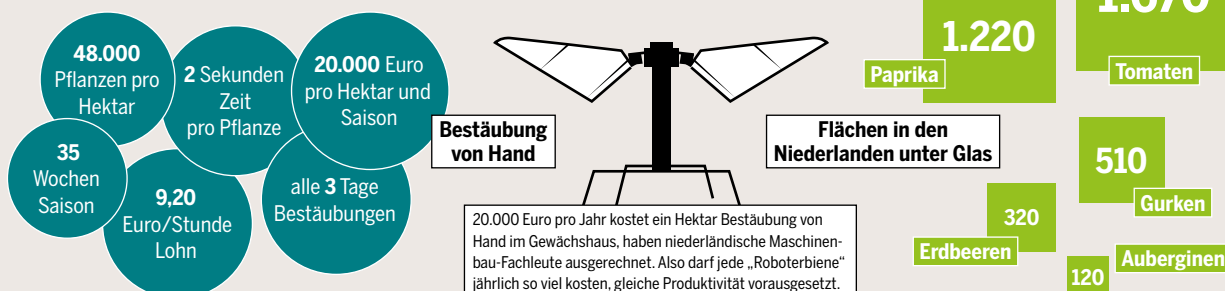 48.000
Pflanzen pro
Hektar
2 Sekunden
Zeit
pro Pflanze
20.000 Euro
pro Hektar und
Saison
35
Wochen
Saison
9,20
Euro/Stunde
Lohn
alle 3 Tage
Bestäubungen
Bestäubung
von Hand
Flächen in den
Niederlanden unter Glas
20.000 Euro pro Jahr kostet ein Hektar Bestäubung von
Hand im Gewächshaus, haben niederländische Maschinen-
bau-Fachleute ausgerechnet. Also darf jede „Roboterbiene“
jährlich so viel kosten, gleiche Produktivität vorausgesetzt.
1.220
Paprika
1.670
Tomaten
510
Gurken
320
Erdbeeren
120
Auberginen